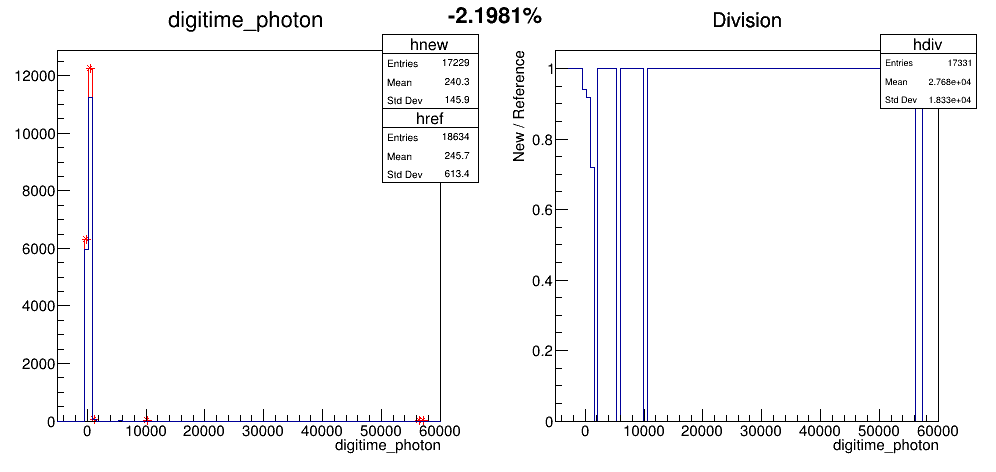 -2.1981%
digitime_photon
hnew
Entries 17229
Mean 240.3
Std Dev 145.9
href
Entries 18634
Mean 245.7
Std Dev 613.4
12000
10000
8000
6000
4000
2000
0
0 10000 20000 30000 40000 50000 60000
digitime_photon
Division
hdiv
Entries 17331
Mean 2.768e+04
Std Dev 1.833e+04
New / Reference
1
0.8
0.6
0.4
0.2
0
0 10000 20000 30000 40000 50000 60000
digitime_photon